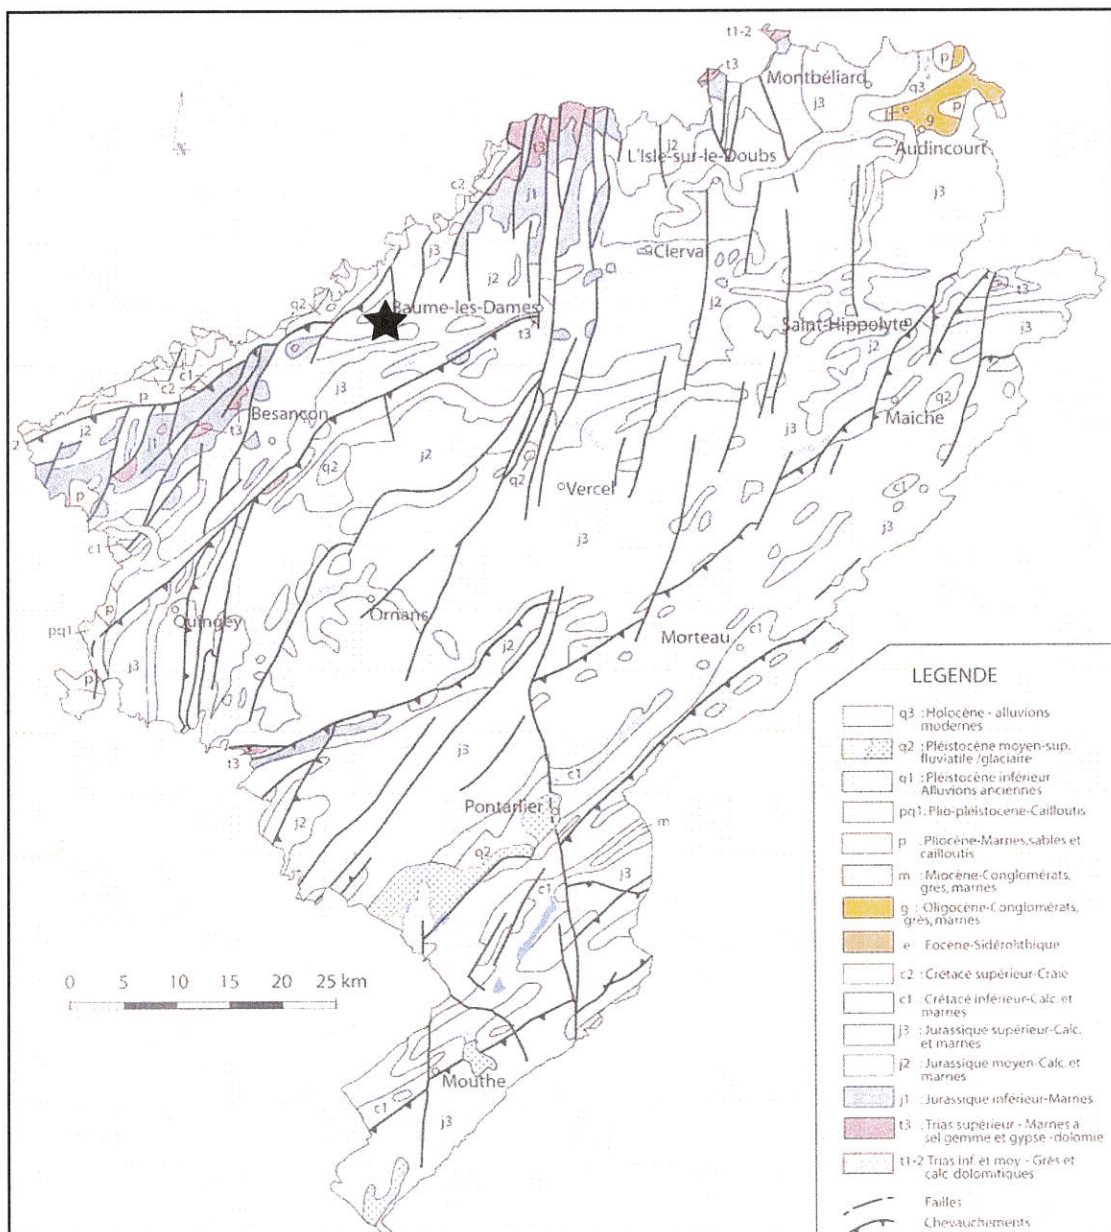 t1-2
t3
Montbéliard
p
q3
j3
e
p
g
Audincourt
j2
L'Isle-sur-le-Doubs
t3
c2
j1
j3
j3
Clerval
j2
j2
t3
q2
Baume-les-Dames
t3
Saint-Hippolyte
j3
j2
c1
c2
p
j3
Besançon
Maiche
q2
j2
j1
t3
j3
2
q2
j2
q2
Vercel
c1
p
j3
j3
c1
Ornans
p
Quingey
pq1
Morteau
c1
j3
p
j2
t3
j3
c1
j2
Pontarlier
m
q2
j3
c1
0 5 10 15 20 25 km
Mouthe
c1
j3
LEGENDE
q3 : Holocène - alluvions
modernes
q2 : Pléistocène moyen-sup.
fluviatile /glaciaire
q1 : Pléistocène inférieur
Alluvions anciennes
pq1: Plio-pleistocene-Cailloutis
p : Pliocène-Marnes, sables et
cailloutis
m : Miocène-Conglomérats,
grès, marnes
g : Oligocène-Conglomérats,
grès, marnes
e Eocene-Sidérolithique
c2 : Crétacé supérieur-Craie
c1 : Crétacé inférieur-Calc. et
marnes
j3 : Jurassique supérieur-Calc.
et marnes
j2 : Jurassique moyen-Calc. et
marnes
j1 : Jurassique inférieur-Marnes
t3 : Trias supérieur - Marnes a
sel gemme et gypse - dolomie
t1-2 Trias inf. et moy - Grès et
calc. dolomitiques
Failles
Chevauchements